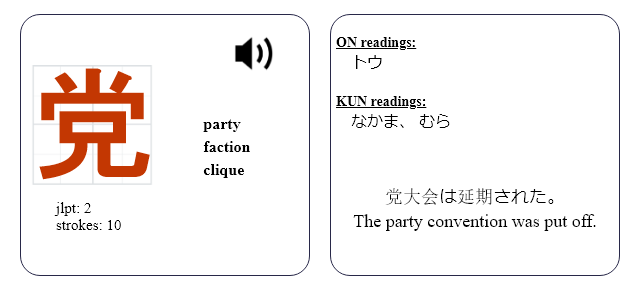 党
party
faction
clique
jlpt: 2
strokes: 10
ON readings:
トウ
KUN readings:
なかま、 むら
党大会は延期された。
The party convention was put off.